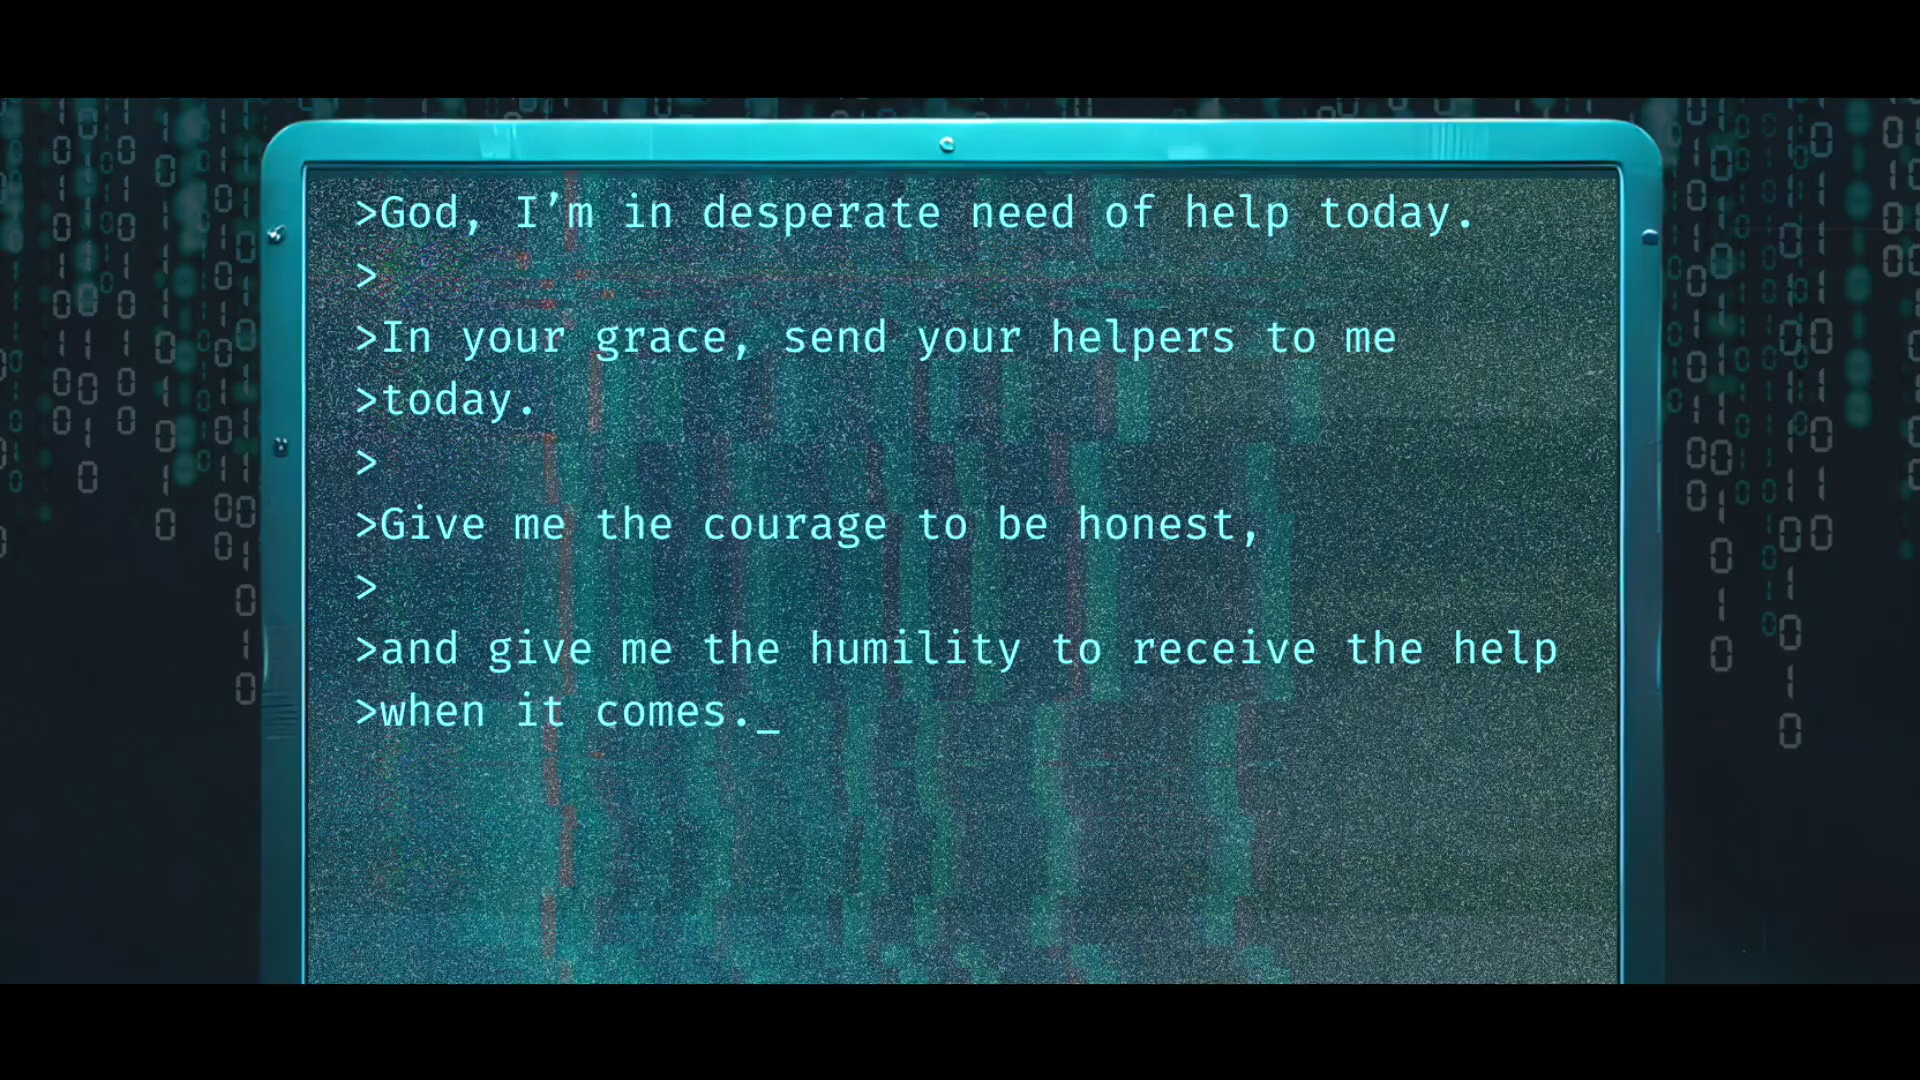 >God, I’m in desperate need of help today.
>
>In your grace, send your helpers to me
>today.
>
>Give me the courage to be honest,
>
>and give me the humility to receive the help
>when it comes._